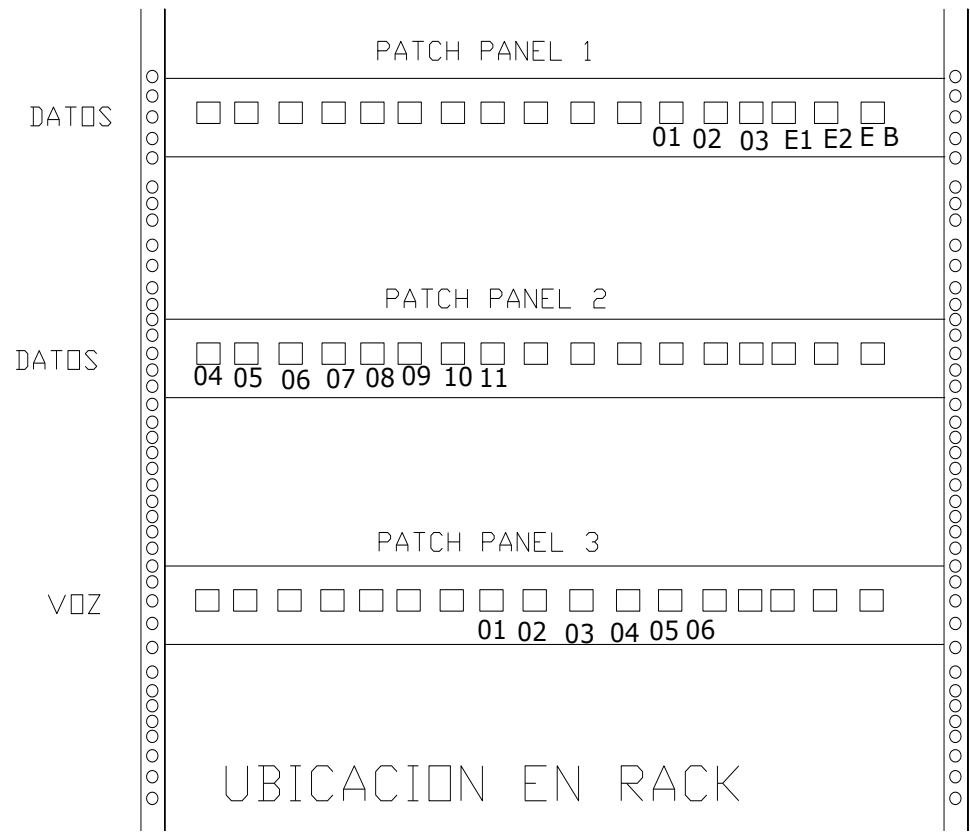 PATCH PANEL 1
DATOS
01 02 03 E1 E2 E B
PATCH PANEL 2
DATOS
04 05 06 07 08 09 10 11
PATCH PANEL 3
VOZ
01 02 03 04 05 06
UBICACION EN RACK